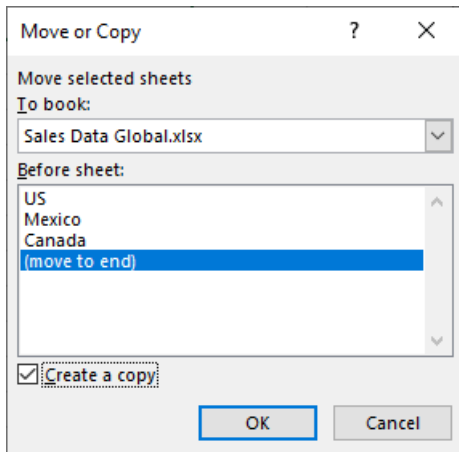 Move or Copy ?
Move selected sheets
To book:
Sales Data Global.xlsx
Before sheet:
US
Mexico
Canada
(move to end)
Create a copy
OK Cancel